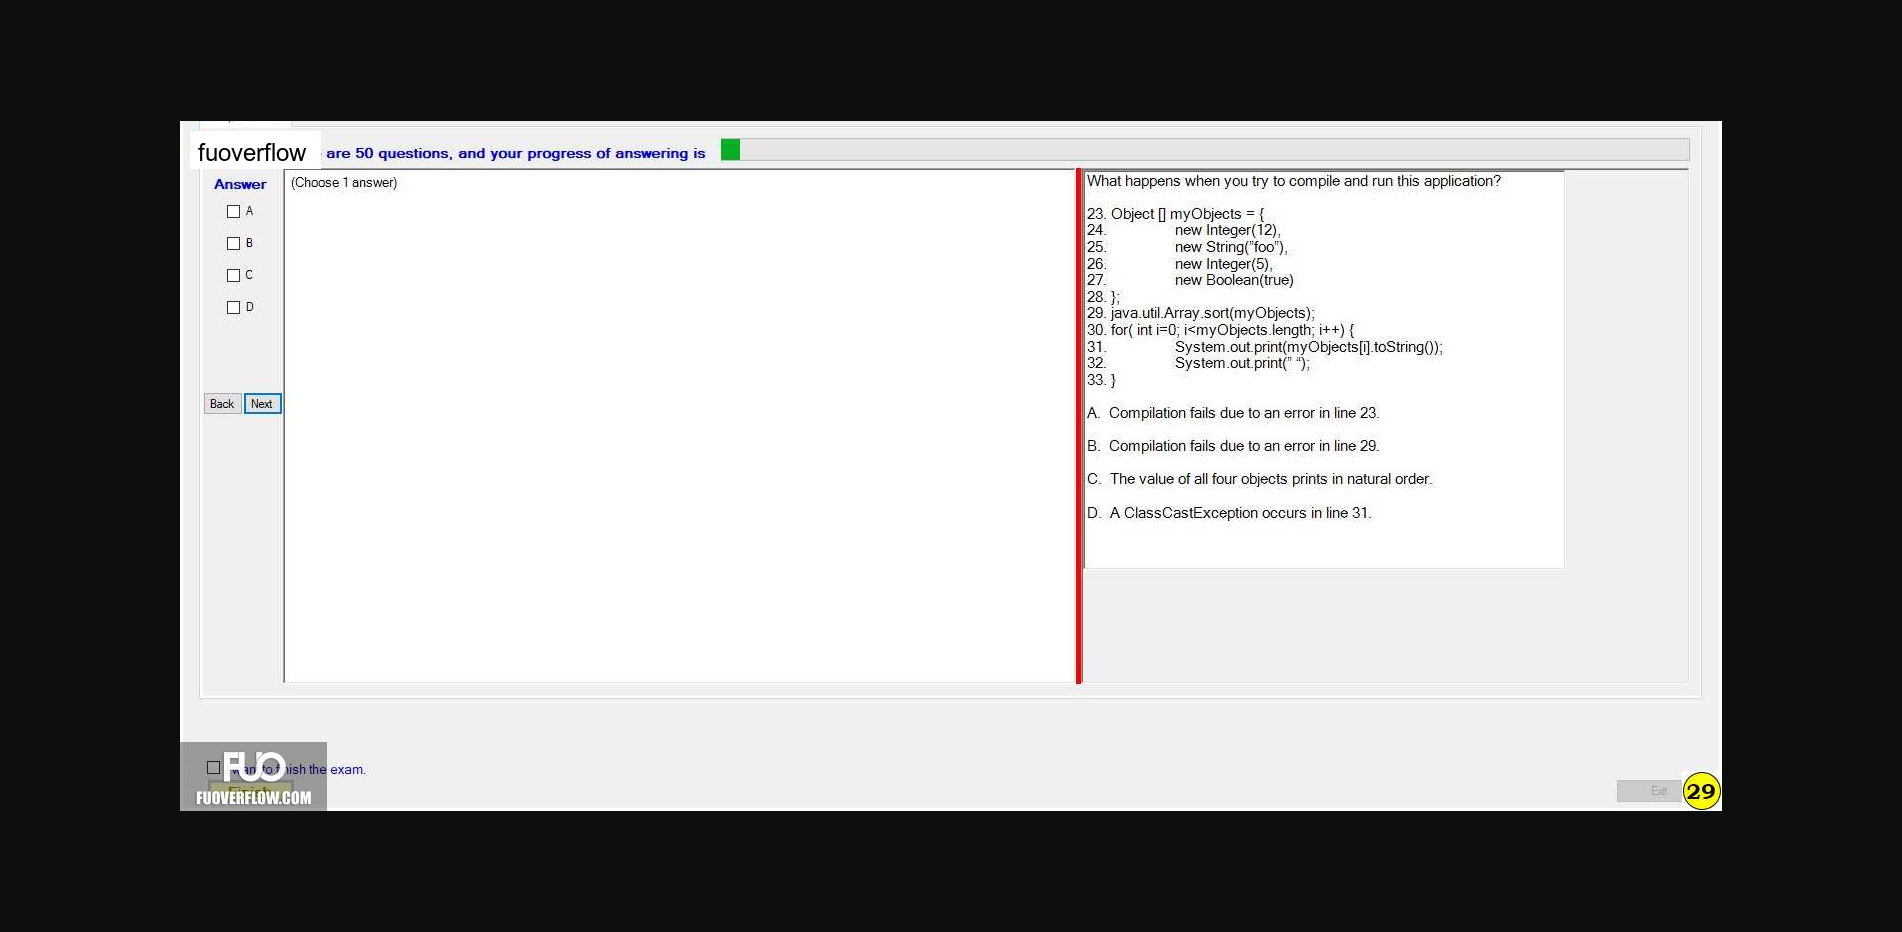 fuoverflow are 50 questions, and your progress of answering is
Answer
(Choose 1 answer)
A
B
C
D
Back Next
What happens when you try to compile and run this application?
23. Object [] myObjects = {
24. new Integer(12),
25. new String("foo"),
26. new Integer(5),
27. new Boolean(true)
28. };
29. java.util.Array.sort(myObjects);
30. for( int i=0; i<myObjects.length; i++) {
31. System.out.print(myObjects[i].toString());
32. System.out.print(" “);
33. }
A. Compilation fails due to an error in line 23.
B. Compilation fails due to an error in line 29.
C. The value of all four objects prints in natural order.
D. A ClassCastException occurs in line 31.
FUO
want to finish the exam.
Finish
FUOVERFLOW.COM
Exit
29